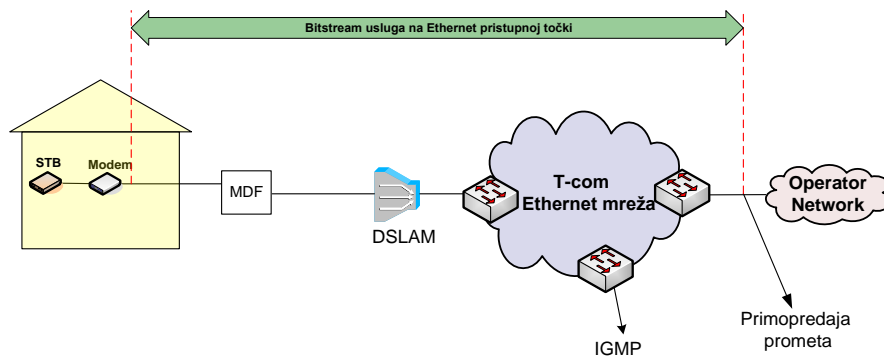 Bitstream usluga na Ethernet pristupnoj točki
STB
Modem
MDF
DSLAM
T-com
Ethernet mreža
Operator
Network
IGMP
Primopredaja
prometa